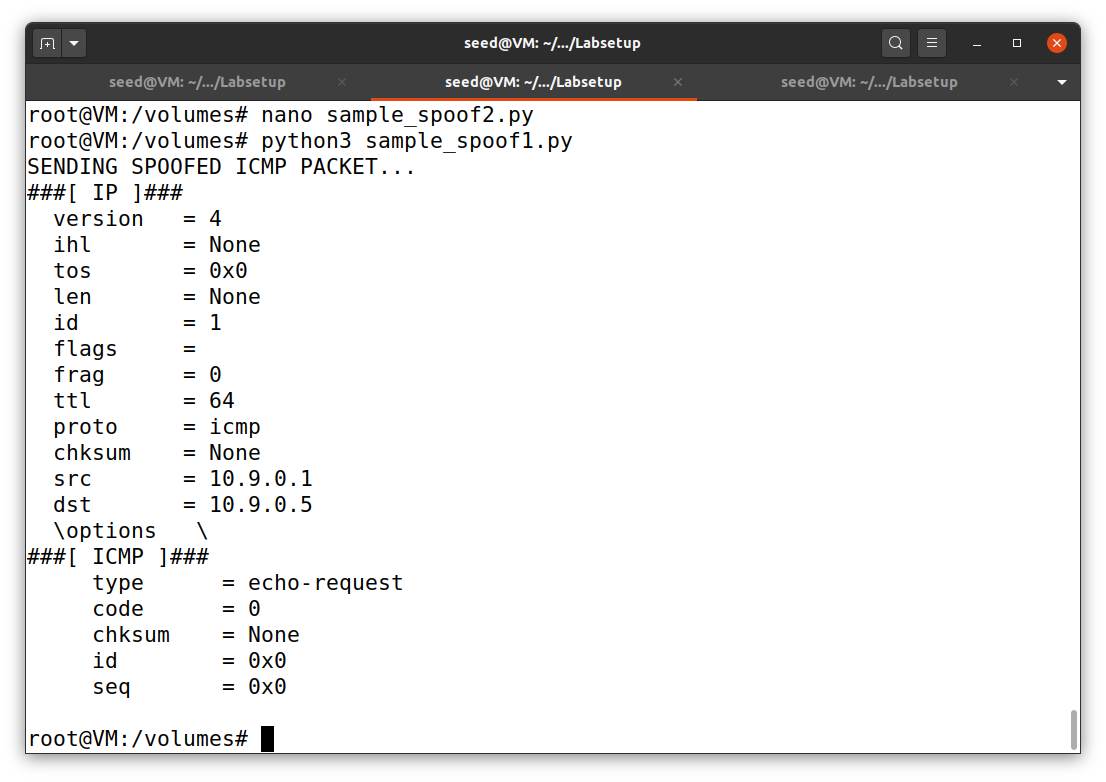 seed@VM: ~/.../Labsetup
seed@VM: ~/.../Labsetup × seed@VM: ~/.../Labsetup × seed@VM: ~/.../Labsetup ×
root@VM:/volumes# nano sample_spoof2.py
root@VM:/volumes# python3 sample_spoof1.py
SENDING SPOOFED ICMP PACKET...
###[ IP ]###
  version   = 4
  ihl       = None
  tos       = 0x0
  len       = None
  id        = 1
  flags     =
  frag      = 0
  ttl       = 64
  proto     = icmp
  chksum    = None
  src       = 10.9.0.1
  dst       = 10.9.0.5
  \options   \
###[ ICMP ]###
     type      = echo-request
     code      = 0
     chksum    = None
     id        = 0x0
     seq       = 0x0
root@VM:/volumes#